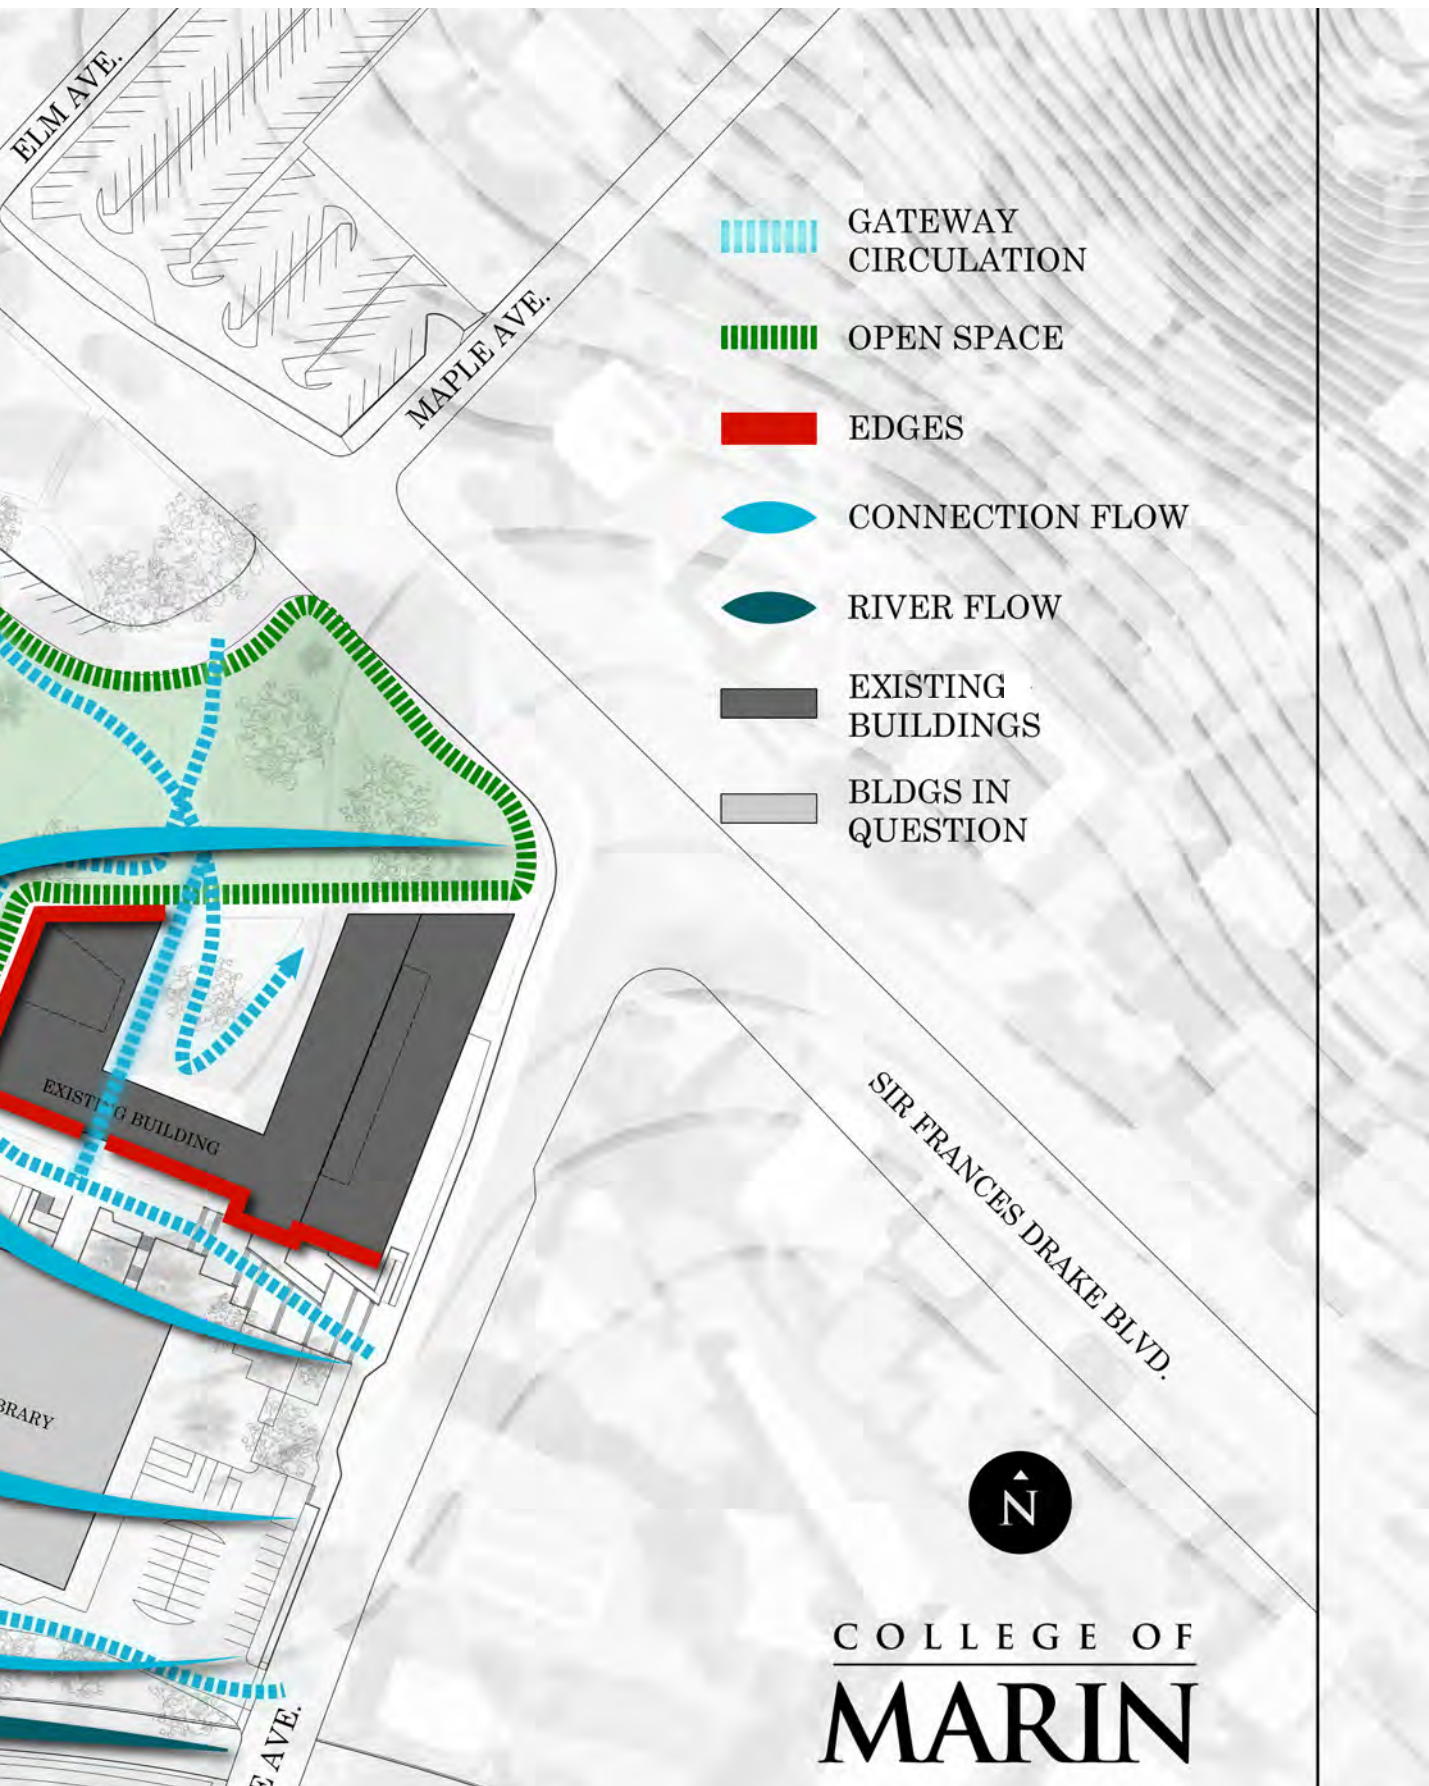 ELM AVE.
MAPLE AVE.
GATEWAY
CIRCULATION
OPEN SPACE
EDGES
CONNECTION FLOW
RIVER FLOW
EXISTING
BUILDINGS
BLDGS IN
QUESTION
EXISTING BUILDING
SIR FRANCES DRAKE BLVD.
BRARY
N
COLLEGE OF
MARIN
E AVE.